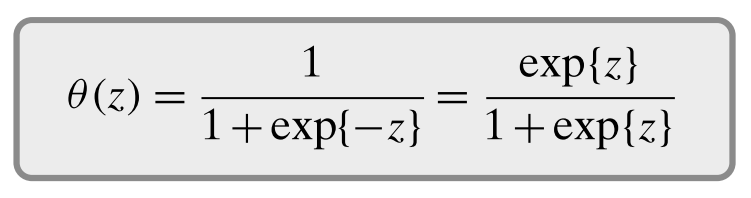 θ(z) = 1 / (1 + exp{−z}) = exp{z} / (1 + exp{z})